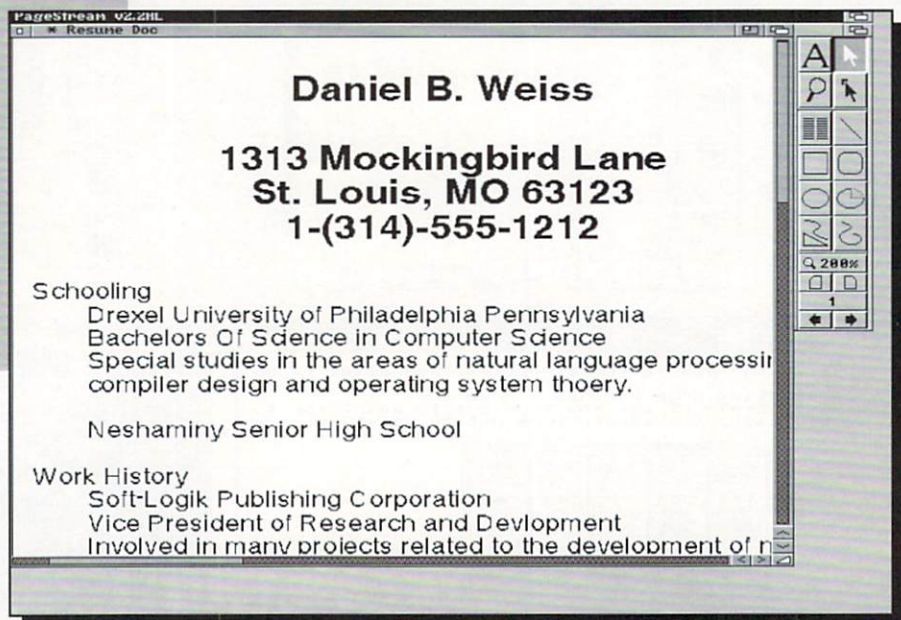 PageStream V2.2HL
* Resume Doc
A
Daniel B. Weiss
1313 Mockingbird Lane
St. Louis, MO 63123
1-(314)-555-1212
200%
1
Schooling
Drexel University of Philadelphia Pennsylvania
Bachelors Of Science in Computer Science
Special studies in the areas of natural language processin
compiler design and operating system thoery.
Neshaminy Senior High School
Work History
Soft-Logik Publishing Corporation
Vice President of Research and Devlopment
Involved in many projects related to the development of